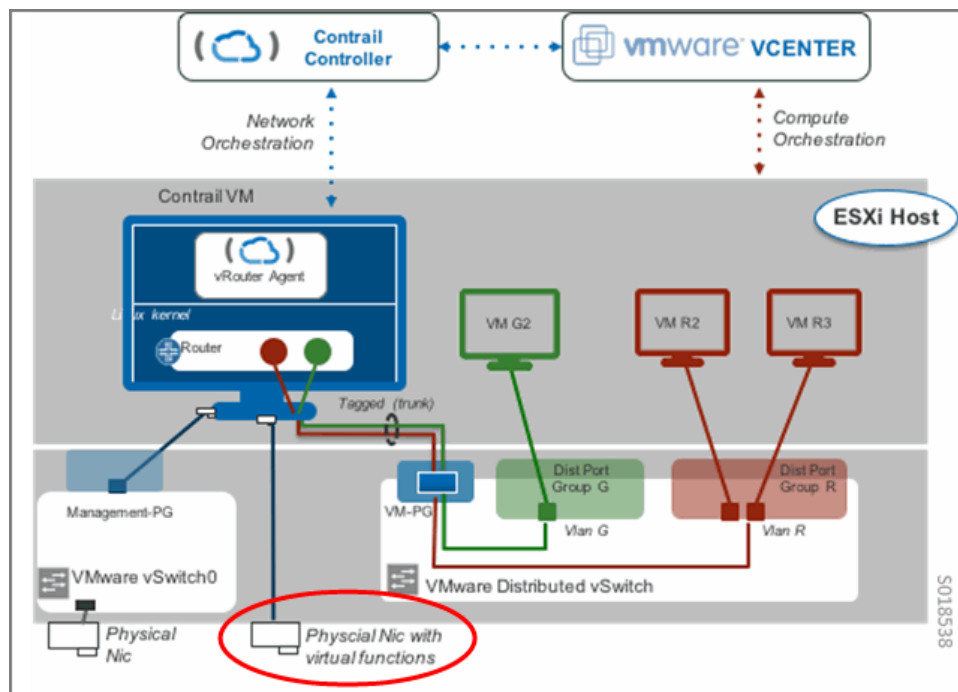 Contrail
Controller
vmware VCENTER
Network
Orchestration
Compute
Orchestration
Contrail VM
ESXi Host
vRouter Agent
Linux kernel
Router
VM G2
VM R2
VM R3
Tagged (trunk)
Management-PG
VM-PG
Dist Port
Group G
Dist Port
Group R
Vlan G
Vlan R
VMware vSwitch0
VMware Distributed vSwitch
Physical
Nic
Physcial Nic with
virtual functions
S018538